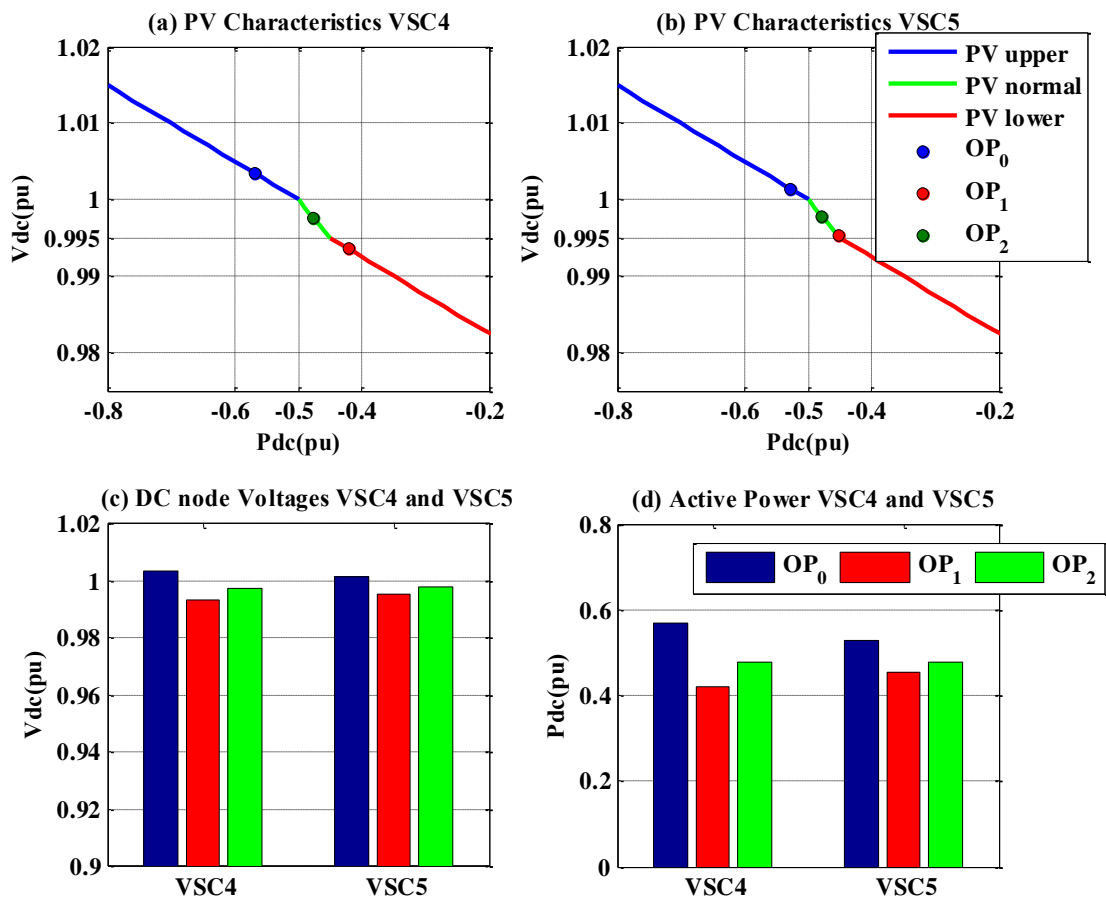 (a) PV Characteristics VSC4
1.02
1.01
1
0.995
0.99
0.98
Vdc(pu)
-0.8
-0.6
-0.5
-0.4
-0.2
Pdc(pu)
(b) PV Characteristics VSC5
1.02
1.01
1
0.995
0.99
0.98
Vdc(pu)
-0.8
-0.6
-0.5
-0.4
-0.2
Pdc(pu)
PV upper
PV normal
PV lower
OP0
OP1
OP2
(c) DC node Voltages VSC4 and VSC5
1.02
1
0.98
0.96
0.94
0.92
0.9
Vdc(pu)
VSC4
VSC5
(d) Active Power VSC4 and VSC5
0.8
0.6
0.4
0.2
0
Pdc(pu)
OP0 OP1 OP2
VSC4
VSC5